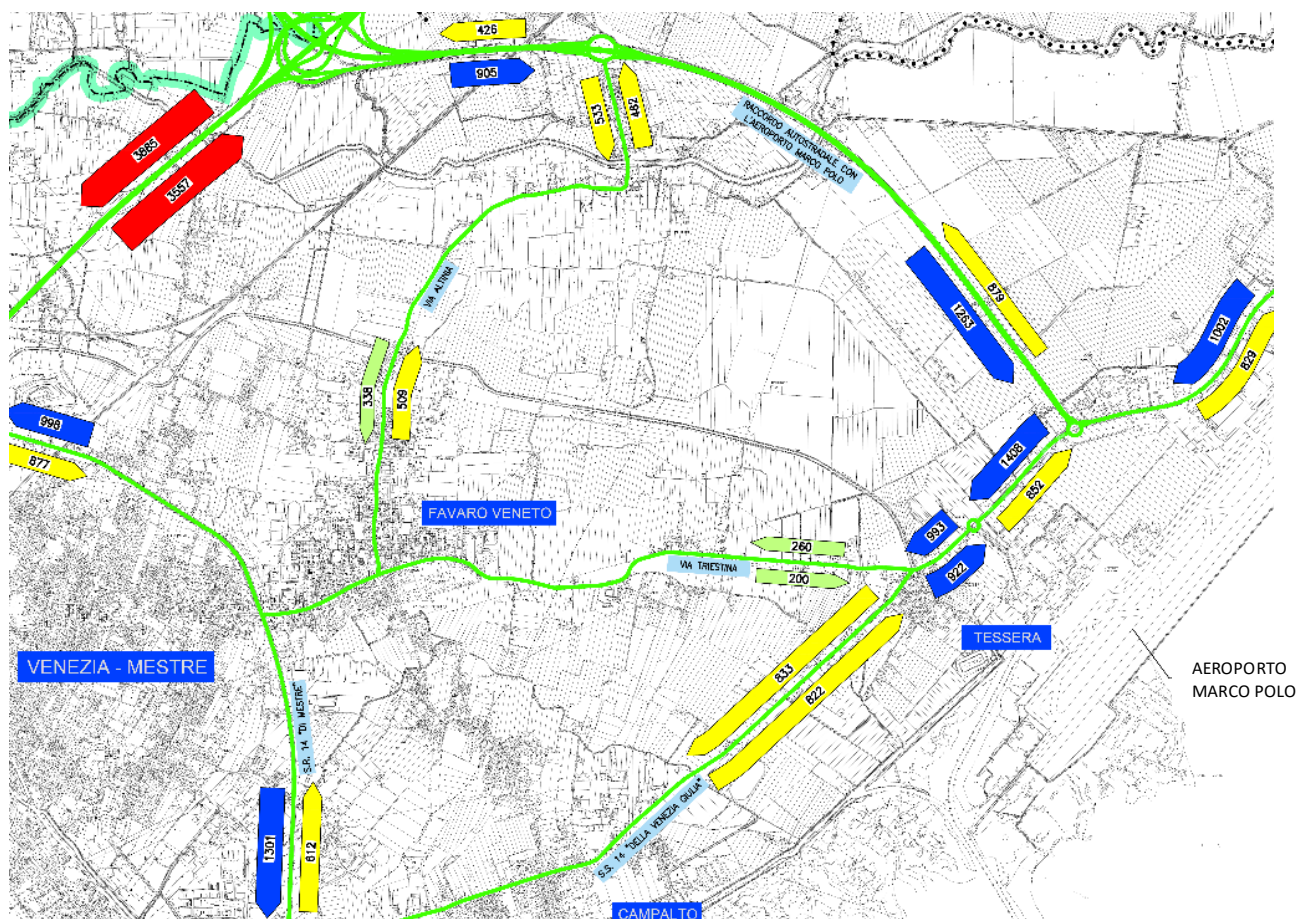 426
905
533
482
RACCORDO AUTOSTRADALE CON
L'AEROPORTO MARCO POLO
3885
3557
VIA ALTINIA
879
1263
1002
829
338
509
998
877
1408
852
FAVARO VENETO
993
922
260
VIA TRIESTINA
200
TESSERA
VENEZIA - MESTRE
AEROPORTO
MARCO POLO
833
822
S.R. 14 "DI MESTRE"
S.S. 14 "DELLA VENEZIA GIULIA"
1301
612
CAMPALTO